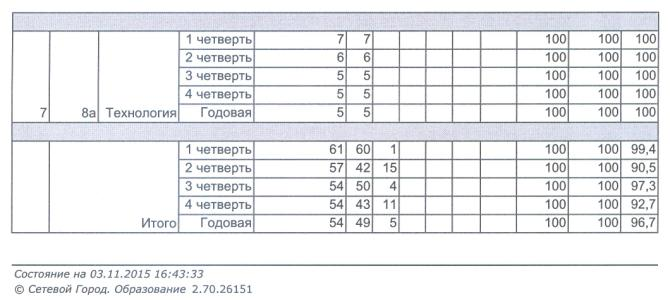 1 четверть 7 7 100 100 100
2 четверть 6 6 100 100 100
3 четверть 5 5 100 100 100
4 четверть 5 5 100 100 100
7 8а Технология Годовая 5 5 100 100 100
1 четверть 61 60 1 100 100 99,4
2 четверть 57 42 15 100 100 90,5
3 четверть 54 50 4 100 100 97,3
4 четверть 54 43 11 100 100 92,7
Итого Годовая 54 49 5 100 100 96,7
Состояние на 03.11.2015 16:43:33
© Сетевой Город. Образование 2.70.26151